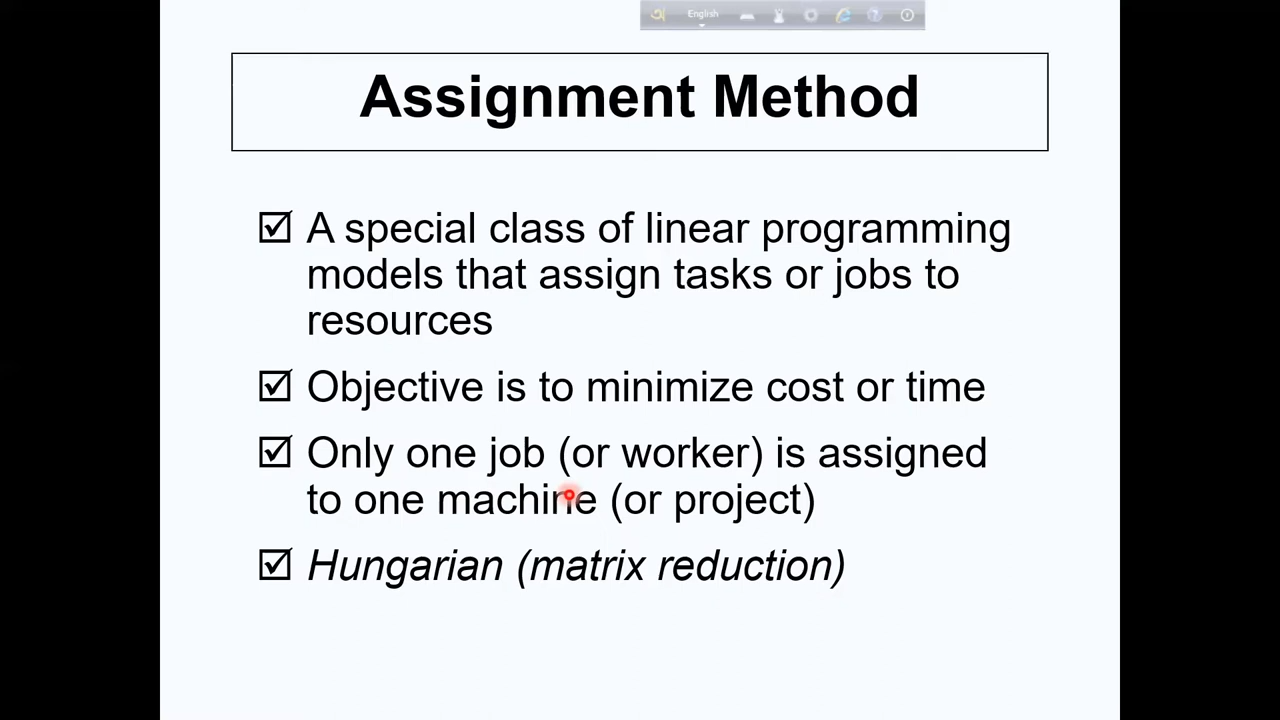 English
Assignment Method
A special class of linear programming
models that assign tasks or jobs to
resources
Objective is to minimize cost or time
Only one job (or worker) is assigned
to one machine (or project)
Hungarian (matrix reduction)